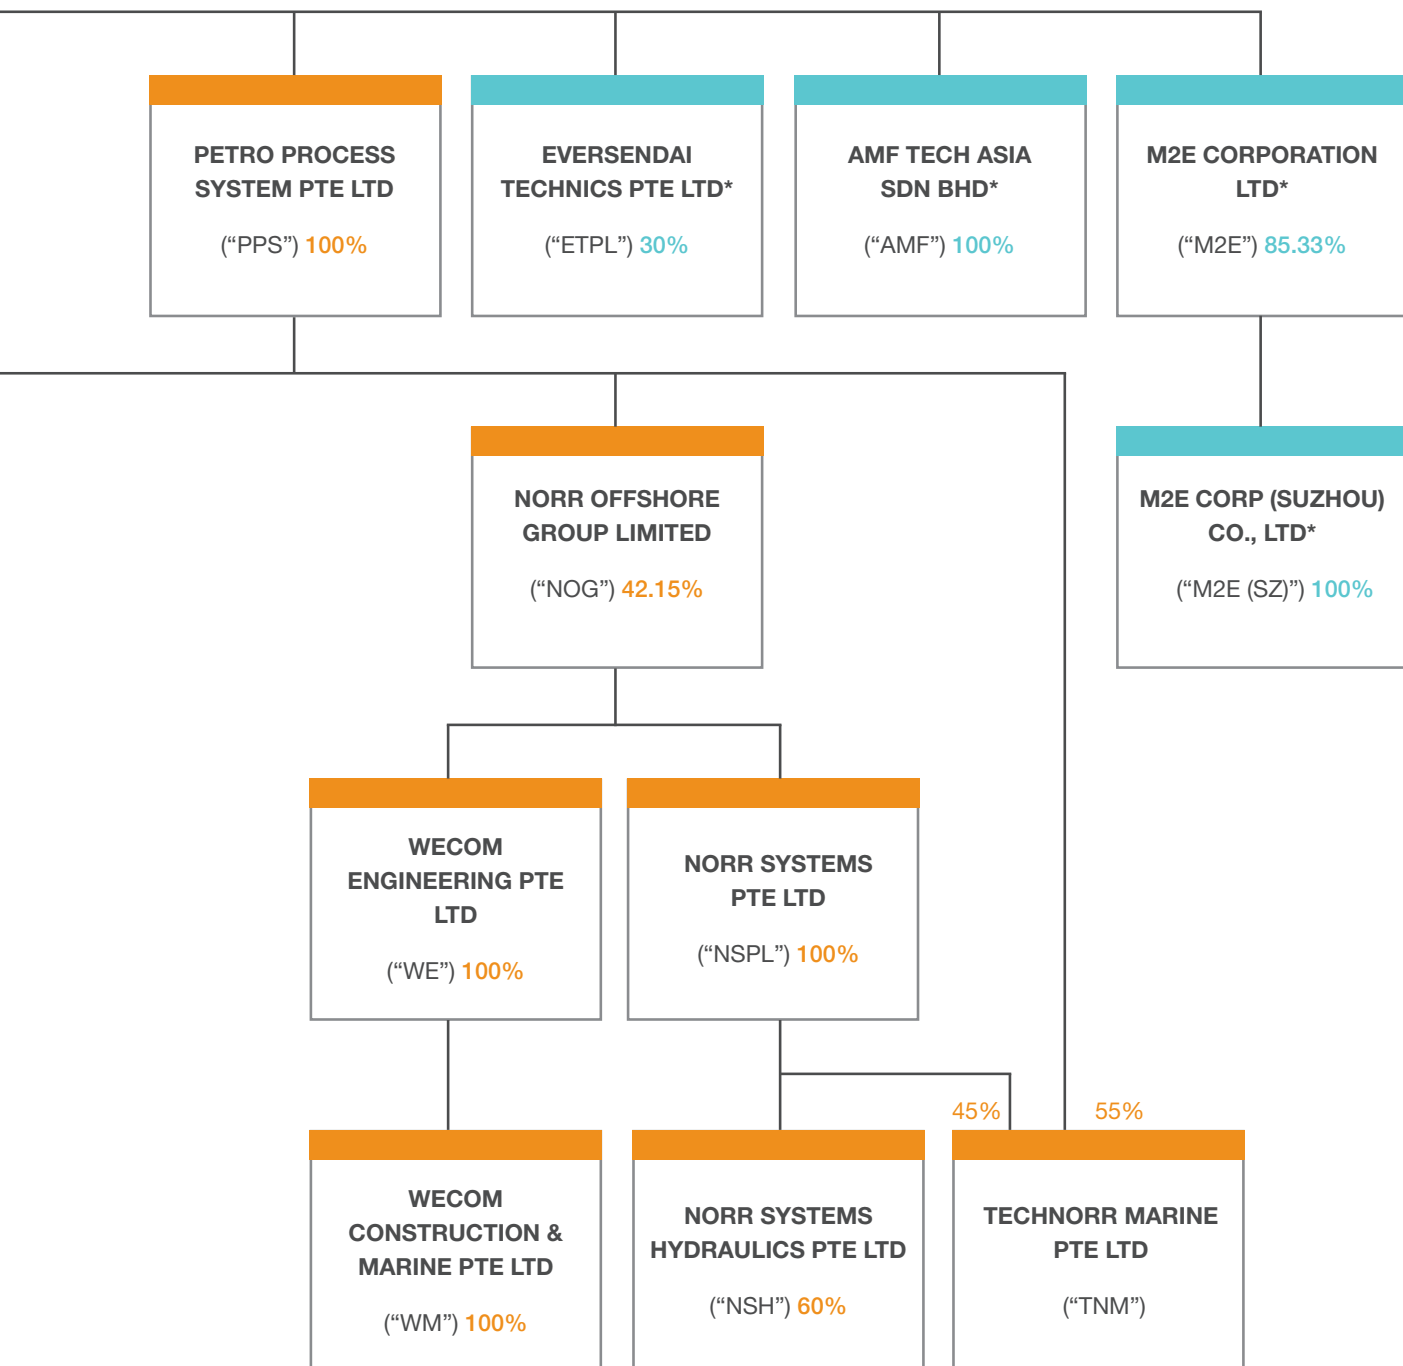 PETRO PROCESS
SYSTEM PTE LTD
(“PPS”) 100%
EVERSENDAI
TECHNICS PTE LTD*
(“ETPL”) 30%
AMF TECH ASIA
SDN BHD*
(“AMF”) 100%
M2E CORPORATION
LTD*
(“M2E”) 85.33%
NORR OFFSHORE
GROUP LIMITED
(“NOG”) 42.15%
M2E CORP (SUZHOU)
CO., LTD*
(“M2E (SZ)”) 100%
WECOM
ENGINEERING PTE
LTD
(“WE”) 100%
NORR SYSTEMS
PTE LTD
(“NSPL”) 100%
45%
55%
WECOM
CONSTRUCTION &
MARINE PTE LTD
(“WM”) 100%
NORR SYSTEMS
HYDRAULICS PTE LTD
(“NSH”) 60%
TECHNORR MARINE
PTE LTD
(“TNM”)